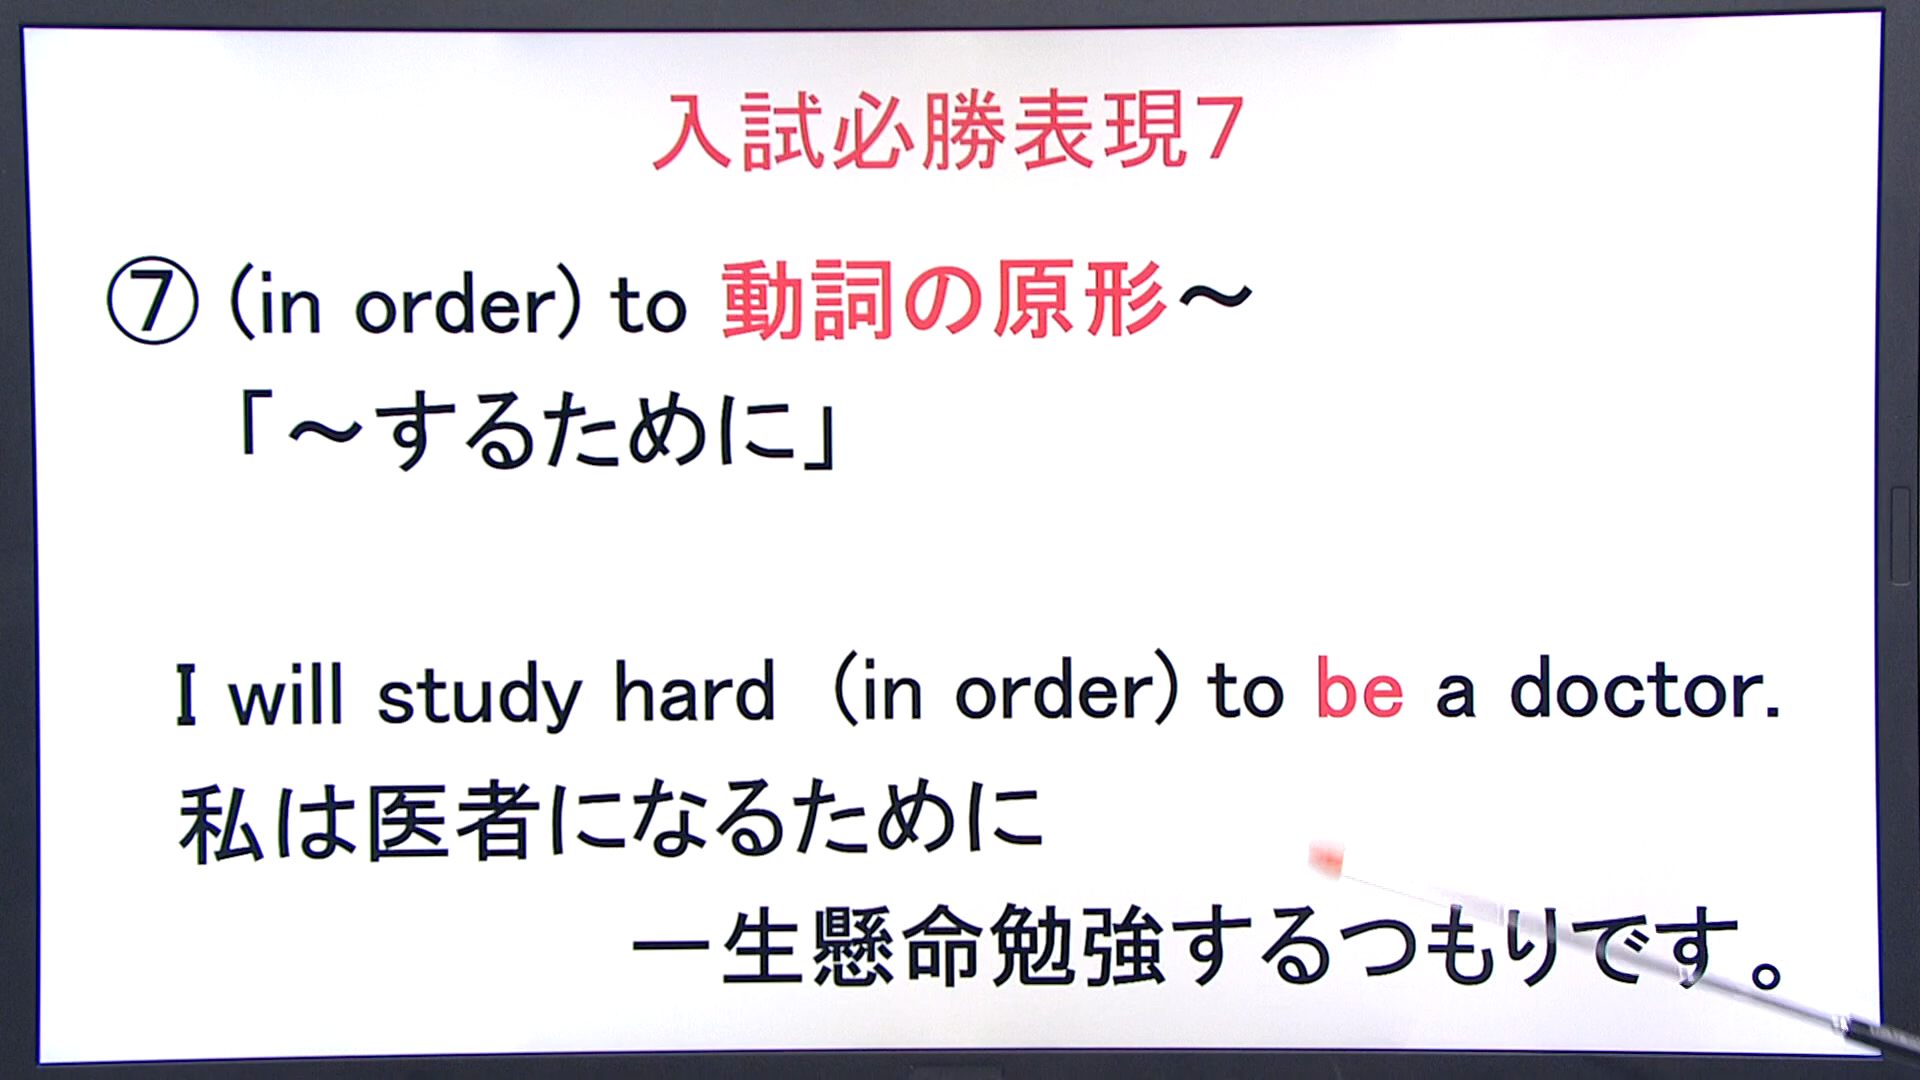 入試必勝表現7
⑦ (in order) to 動詞の原形～
「～するために」
I will study hard (in order) to be a doctor.
私は医者になるために
一生懸命勉強するつもりです。